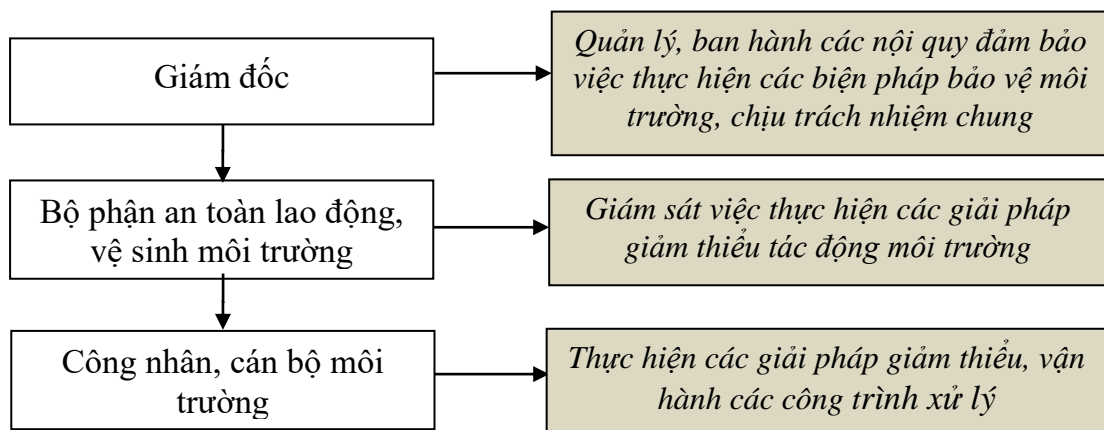 Giám đốc
Quản lý, ban hành các nội quy đảm bảo
việc thực hiện các biện pháp bảo vệ môi
trường, chịu trách nhiệm chung
Bộ phận an toàn lao động,
vệ sinh môi trường
Giám sát việc thực hiện các giải pháp
giảm thiểu tác động môi trường
Công nhân, cán bộ môi
trường
Thực hiện các giải pháp giảm thiểu, vận
hành các công trình xử lý